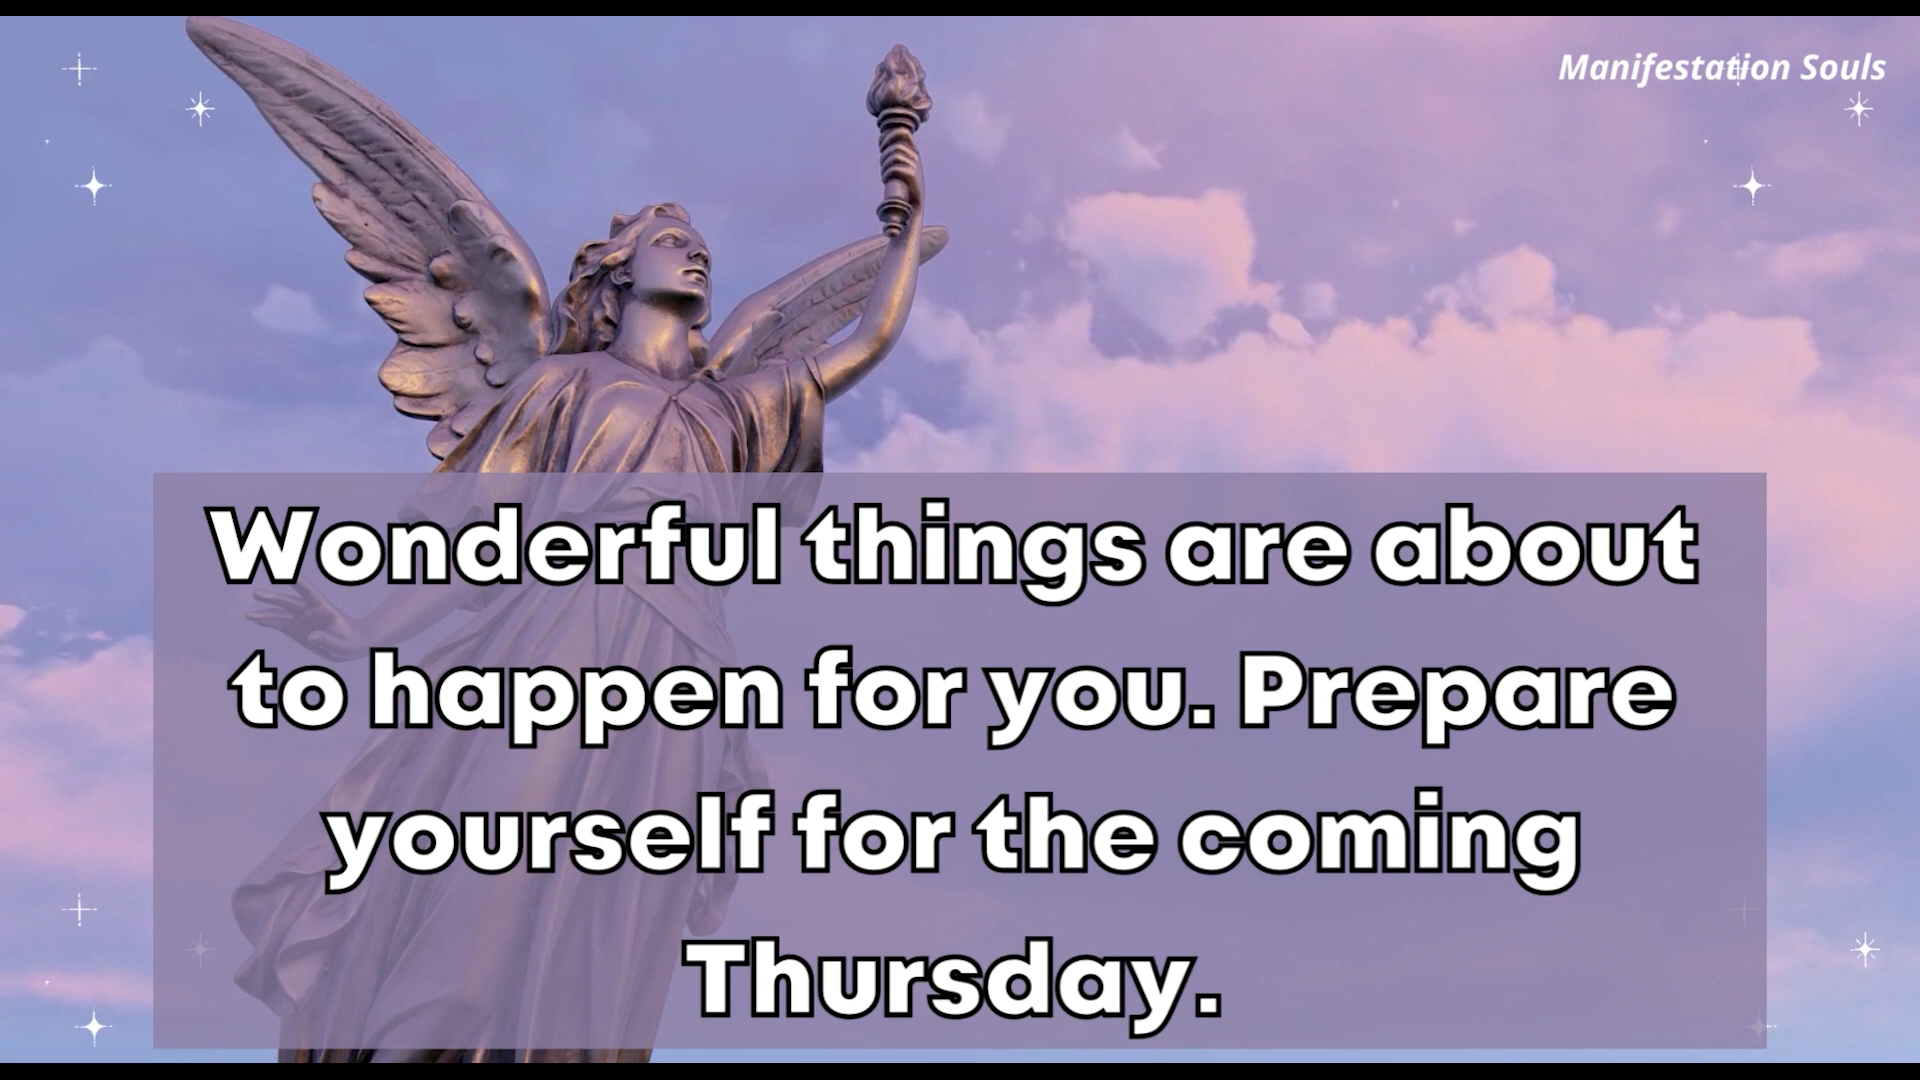 Manifestation Souls
Wonderful things are about
to happen for you. Prepare
yourself for the coming
Thursday.